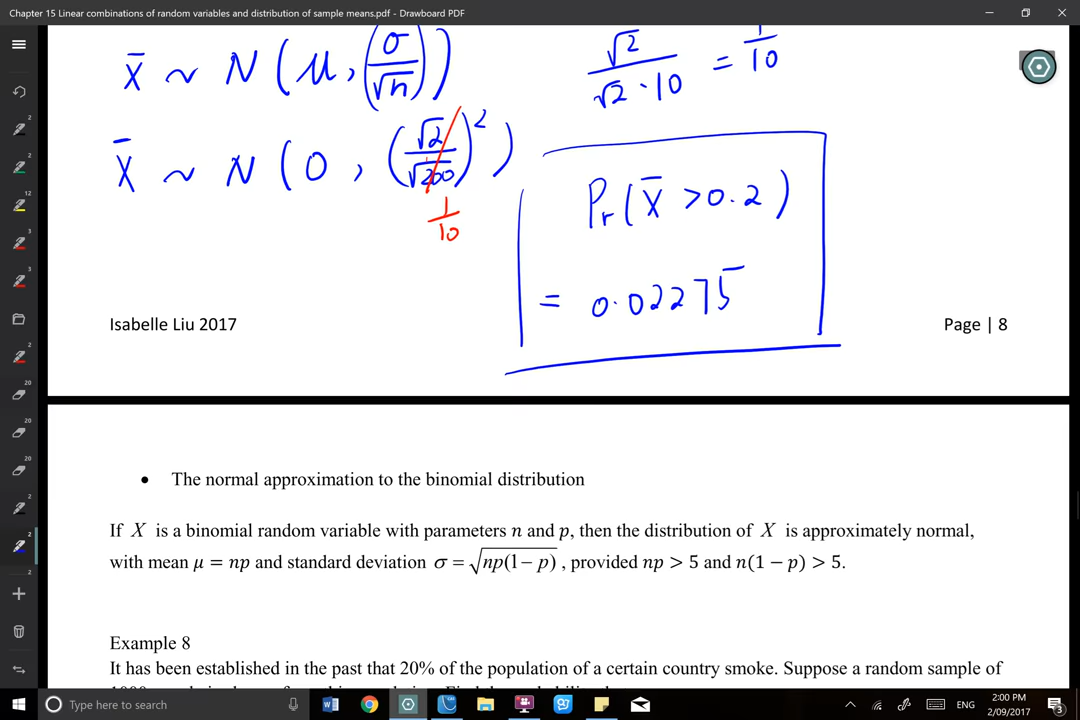 Chapter 15 Linear combinations of random variables and distribution of sample means.pdf - Drawboard PDF
X̄ ~ N(μ, (σ/√n))
√2/(√2·10) = 1/10
X̄ ~ N(0, (√2/√200)²)
1/10
Pr(X̄ >0.2)
= 0.02275
Isabelle Liu 2017
Page | 8
• The normal approximation to the binomial distribution
If X is a binomial random variable with parameters n and p, then the distribution of X is approximately normal,
with mean μ = np and standard deviation σ = √np(1 − p), provided np > 5 and n(1 − p) > 5.
Example 8
It has been established in the past that 20% of the population of a certain country smoke. Suppose a random sample of
Type here to search
ENG
2:00 PM
2/09/2017